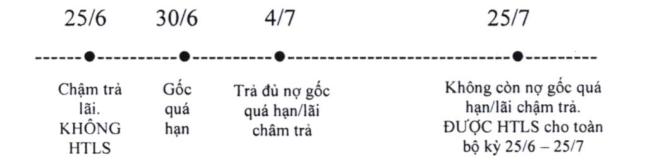 25/6 30/6 4/7 25/7
Chậm trả
lãi.
KHÔNG
HTLS
Gốc
quá
hạn
Trả đủ nợ gốc
quá hạn/lãi
châm trả
Không còn nợ gốc quá
hạn/lãi chậm trả.
ĐƯỢC HTLS cho toàn
bộ kỳ 25/6 – 25/7